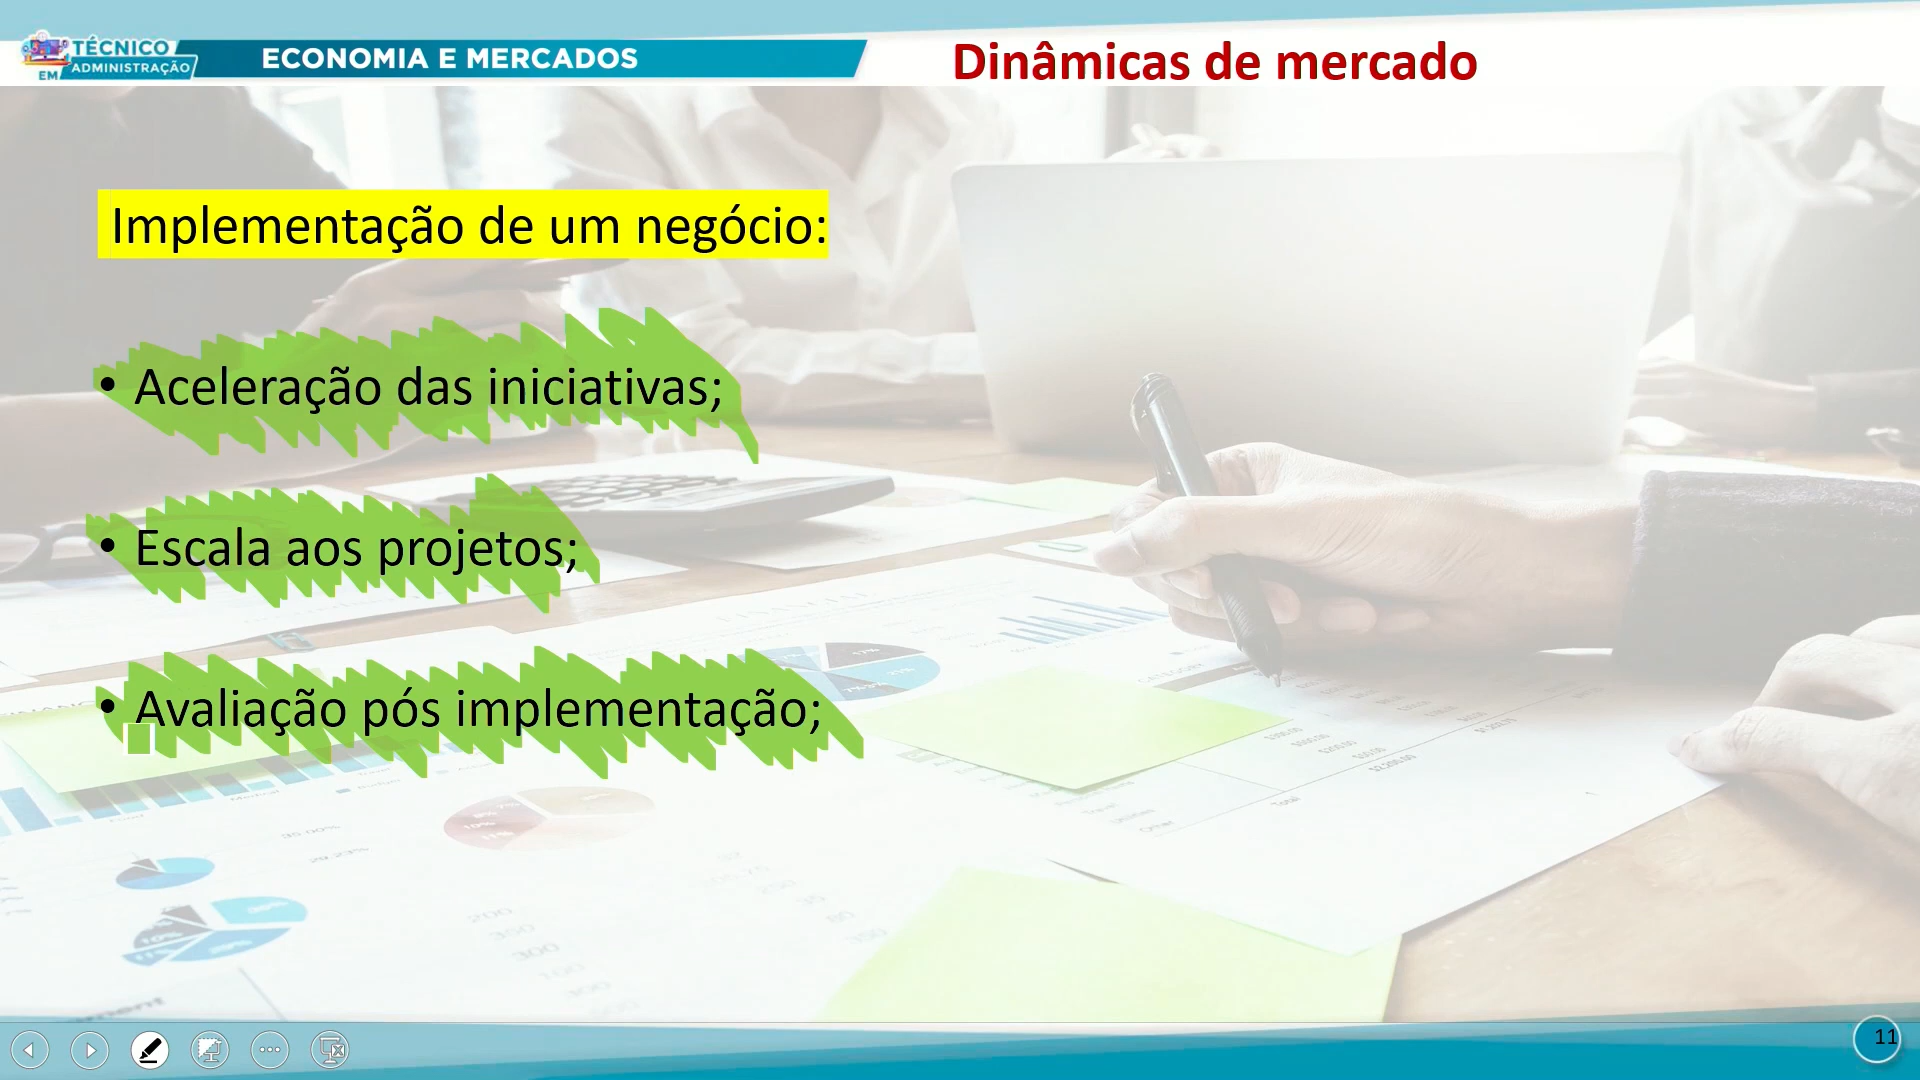 TÉCNICO
EM ADMINISTRAÇÃO
ECONOMIA E MERCADOS
Dinâmicas de mercado
Implementação de um negócio:
• Aceleração das iniciativas;
• Escala aos projetos;
• Avaliação pós implementação;
11